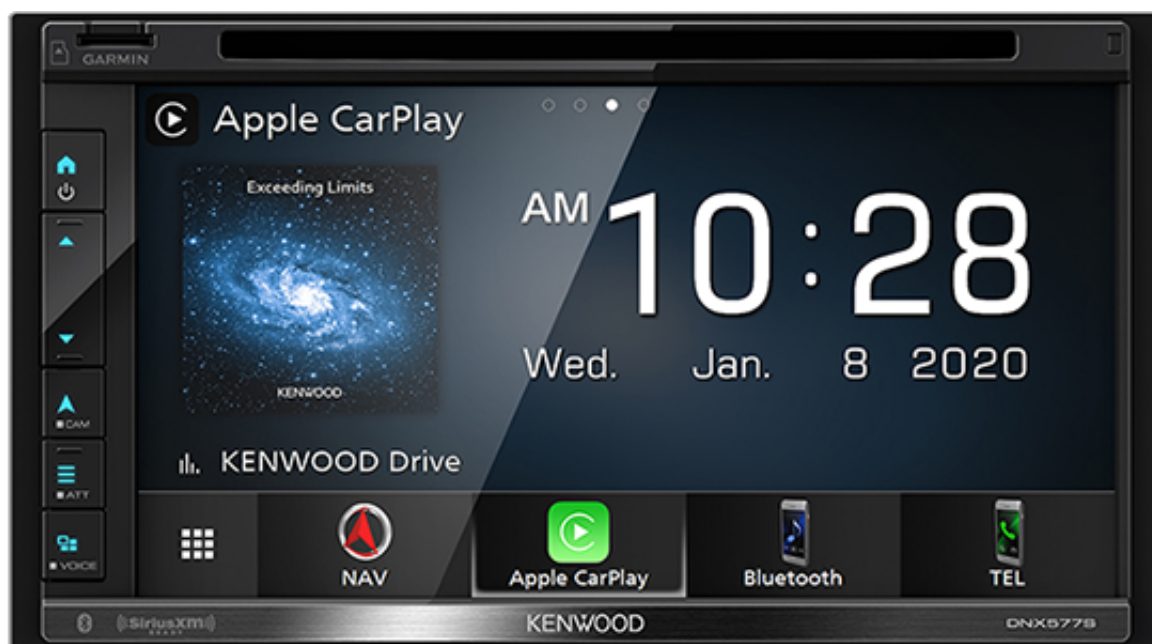 GARMIN
Apple CarPlay
Exceeding Limits
KENWOOD
KENWOOD Drive
AM 10:28
Wed. Jan. 8 2020
CAM
ATT
VOICE
NAV
Apple CarPlay
Bluetooth
TEL
SiriusXM
READY
KENWOOD
DNX577S